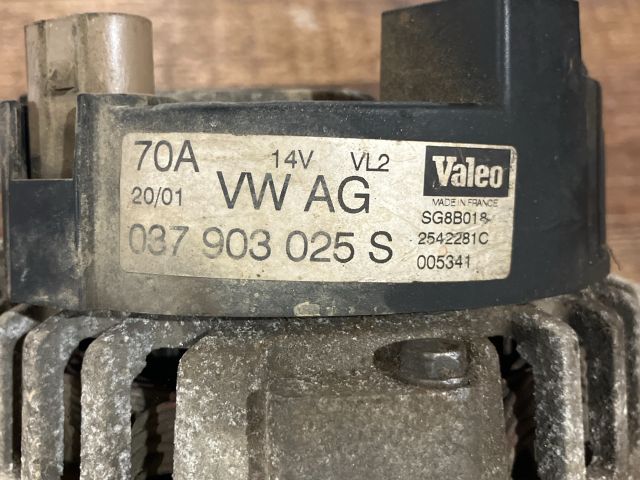 70A 14V VL2
20/01 VW AG
037 903 025 S
Valeo
MADE IN FRANCE
SG8B018
2542281C
005341